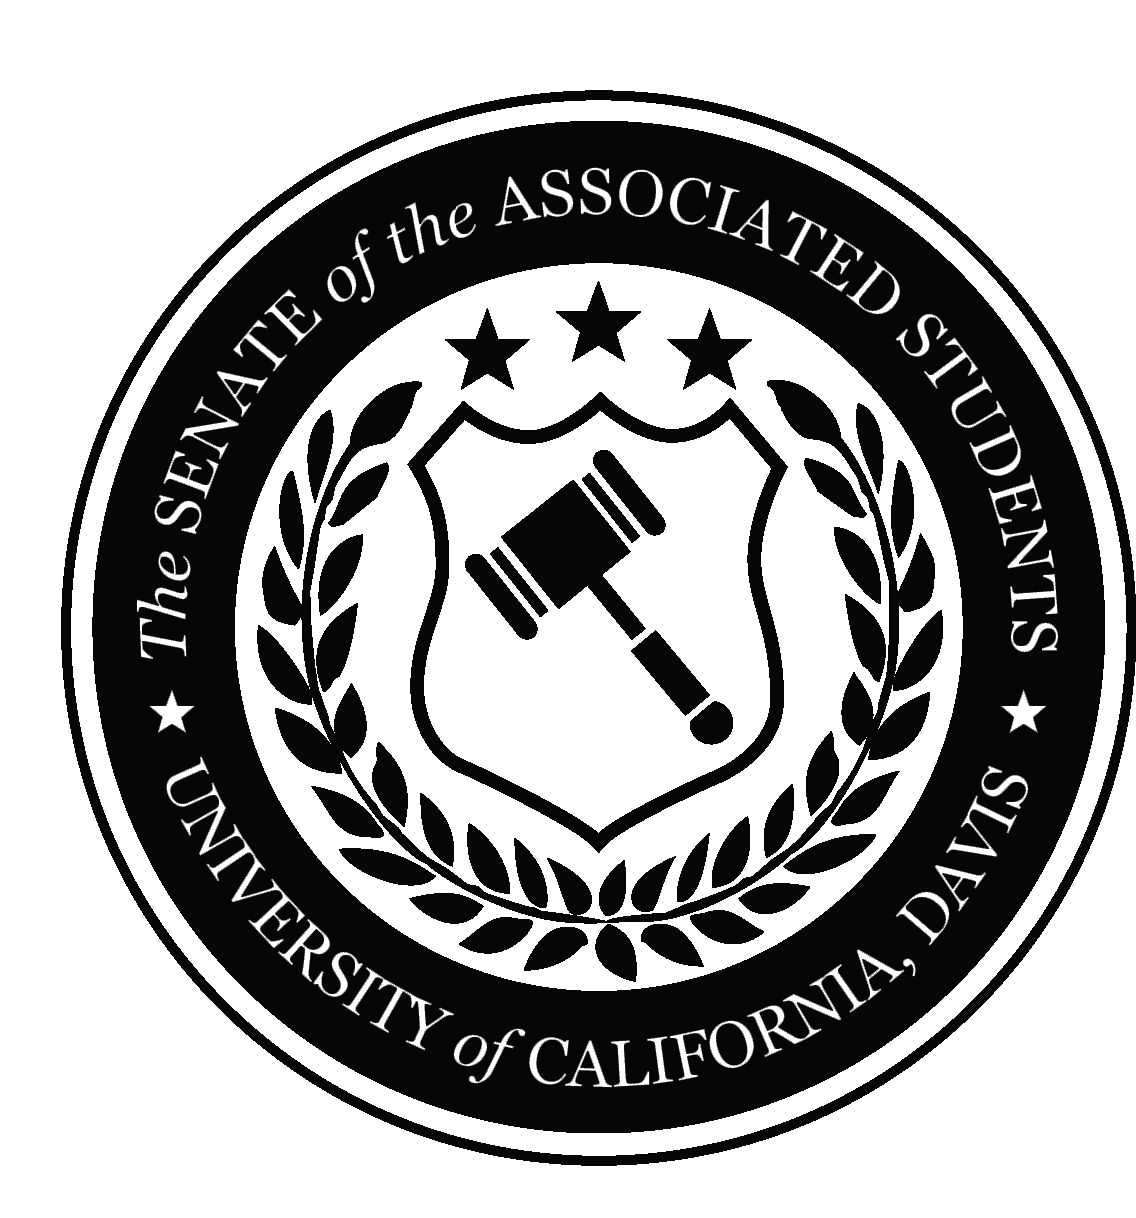 The SENATE of the ASSOCIATED STUDENTS
UNIVERSITY of CALIFORNIA, DAVIS